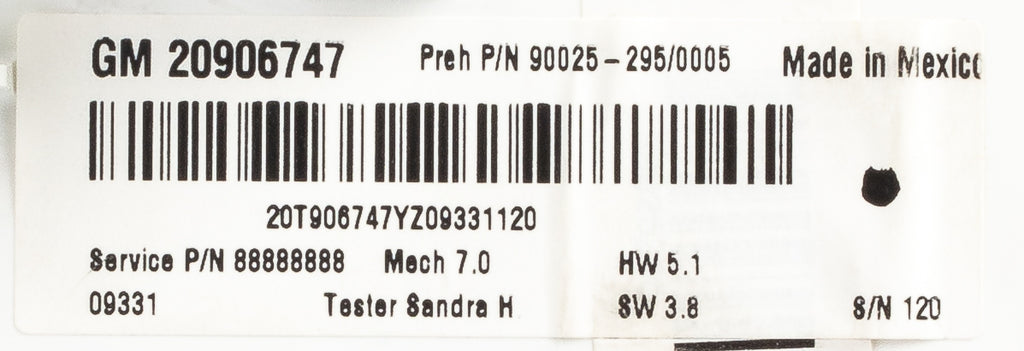 GM 20906747 Preh P/N 90025-295/0005 Made in Mexico
20T906747YZ09331120
Service P/N 88888888 Mech 7.0 HW 5.1
09331 Tester Sandra H SW 3.8 S/N 120